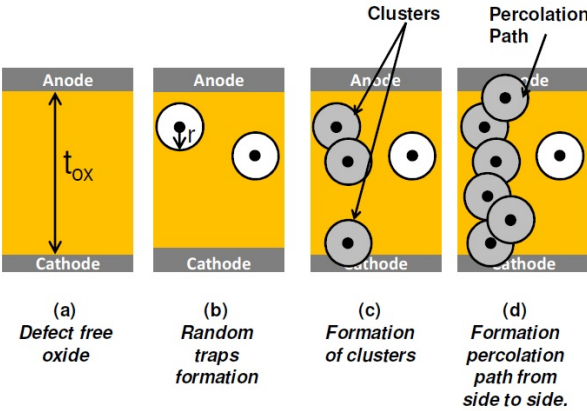 Clusters
Percolation
Path
Anode
Anode
Anode
node
tox
r
Cathode
Cathode
Cathode
Cathode
(a)
Defect free
oxide
(b)
Random
traps
formation
(c)
Formation
of clusters
(d)
Formation
percolation
path from
side to side.